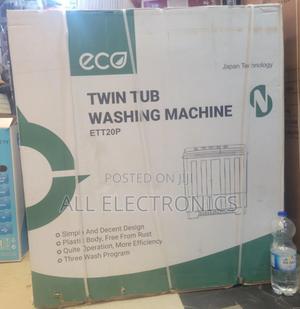 eco
Japan Technology
TWIN TUB
WASHING MACHINE
ETT20P
N
POSTED ON JIJI
ALL ELECTRONICS
Simple And Decent Design
Plastic Body, Free From Rust
Quite Operation, More Efficiency
Three Wash Program